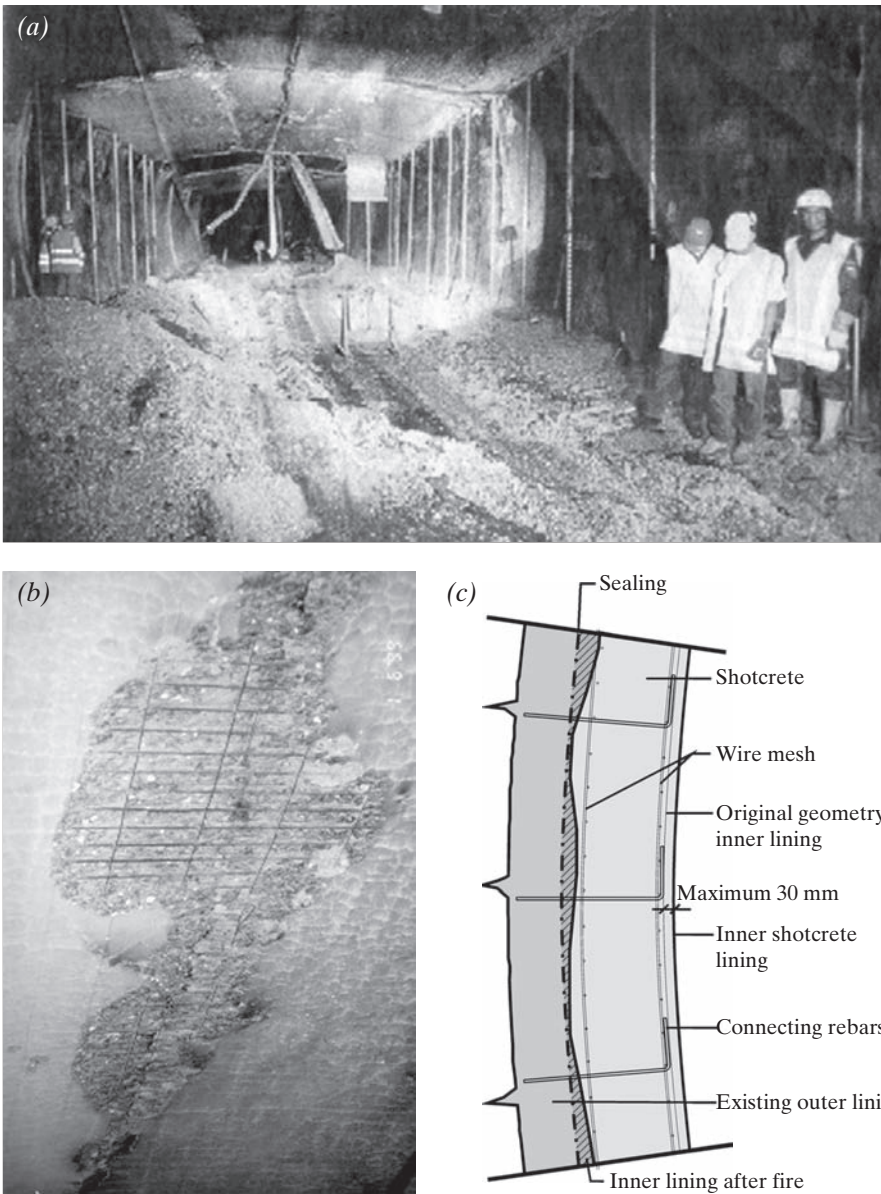 (a)
(b)
(c)
Sealing
Shotcrete
Wire mesh
Original geometry
inner lining
Maximum 30 mm
Inner shotcrete
lining
Connecting rebars
Existing outer lini
Inner lining after fire